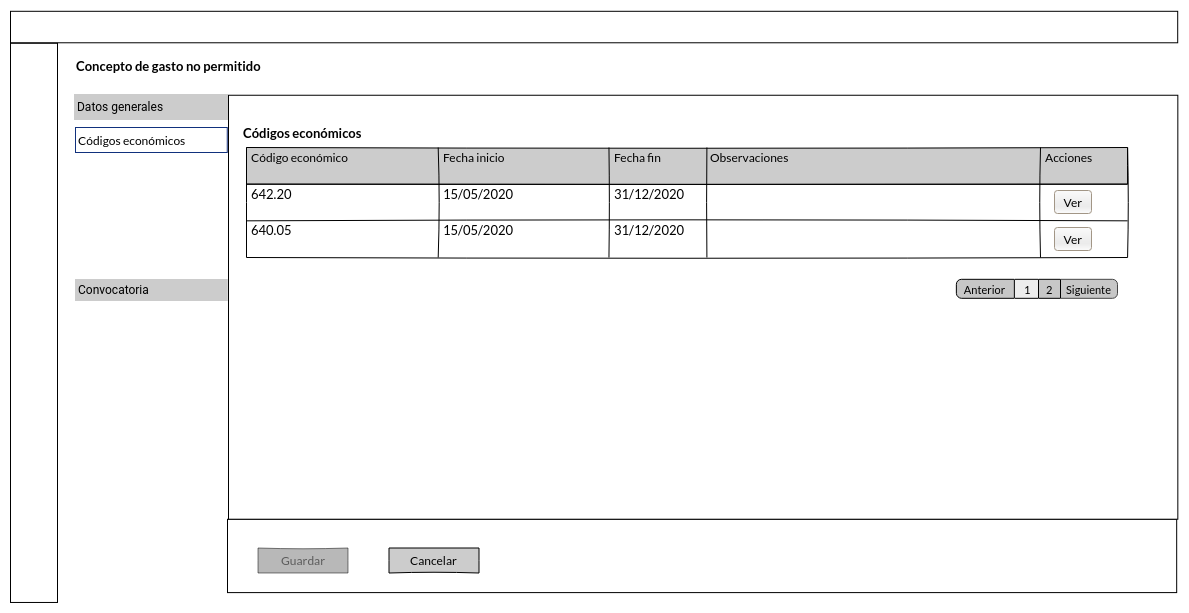 Concepto de gasto no permitido
Datos generales
Códigos económicos
Códigos económicos
Código económico Fecha inicio Fecha fin Observaciones Acciones
642.20 15/05/2020 31/12/2020 Ver
640.05 15/05/2020 31/12/2020 Ver
Convocatoria
Anterior 1 2 Siguiente
Guardar Cancelar